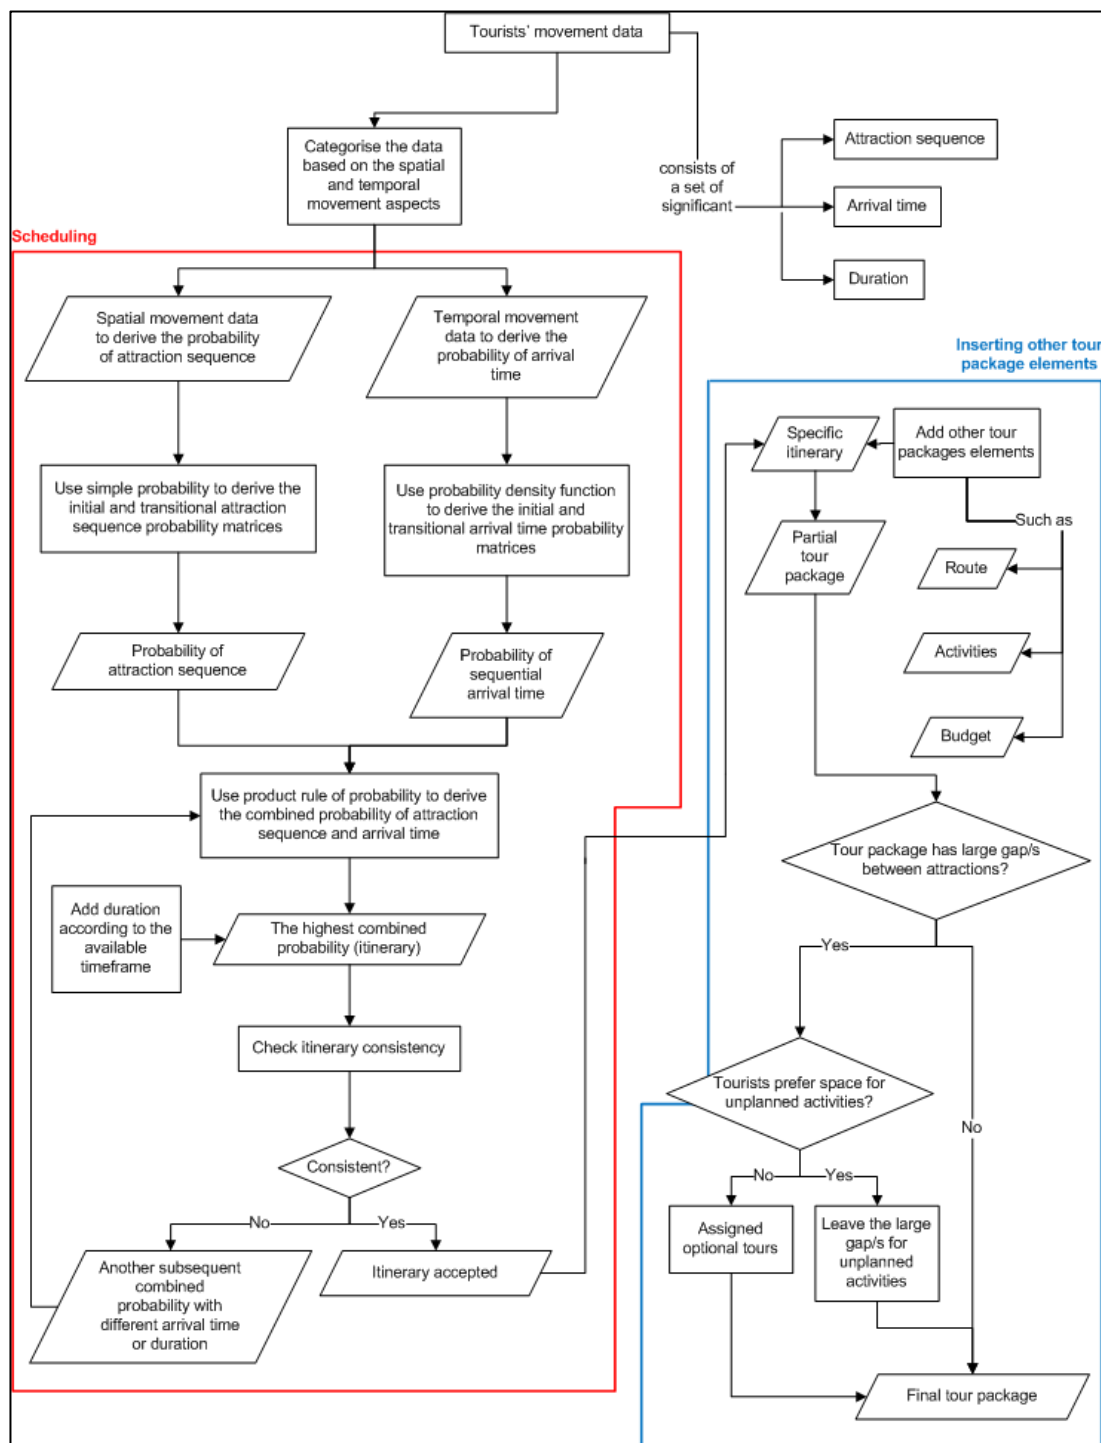 Tourists' movement data
Categorise the data
based on the spatial
and temporal
movement aspects
consists of
a set of
significant
Attraction sequence
Arrival time
Duration
Scheduling
Spatial movement data
to derive the probability
of attraction sequence
Temporal movement
data to derive the
probability of arrival
time
Use simple probability to derive the
initial and transitional attraction
sequence probability matrices
Use probability density function
to derive the initial and
transitional arrival time probability
matrices
Probability of
attraction sequence
Probability of
sequential
arrival time
Use product rule of probability to derive
the combined probability of attraction
sequence and arrival time
Add duration
according to the
available
timeframe
The highest combined
probability (itinerary)
Check itinerary consistency
Consistent?
No
Yes
Another subsequent
combined
probability with
different arrival time
or duration
Itinerary accepted
Inserting other tour
package elements
Specific
itinerary
Add other tour
packages elements
Such as
Partial
tour
package
Route
Activities
Budget
Tour package has large gap/s
between attractions?
Yes
No
Tourists prefer space for
unplanned activities?
No
Yes
Assigned
optional tours
Leave the large
gap/s for
unplanned
activities
Final tour package